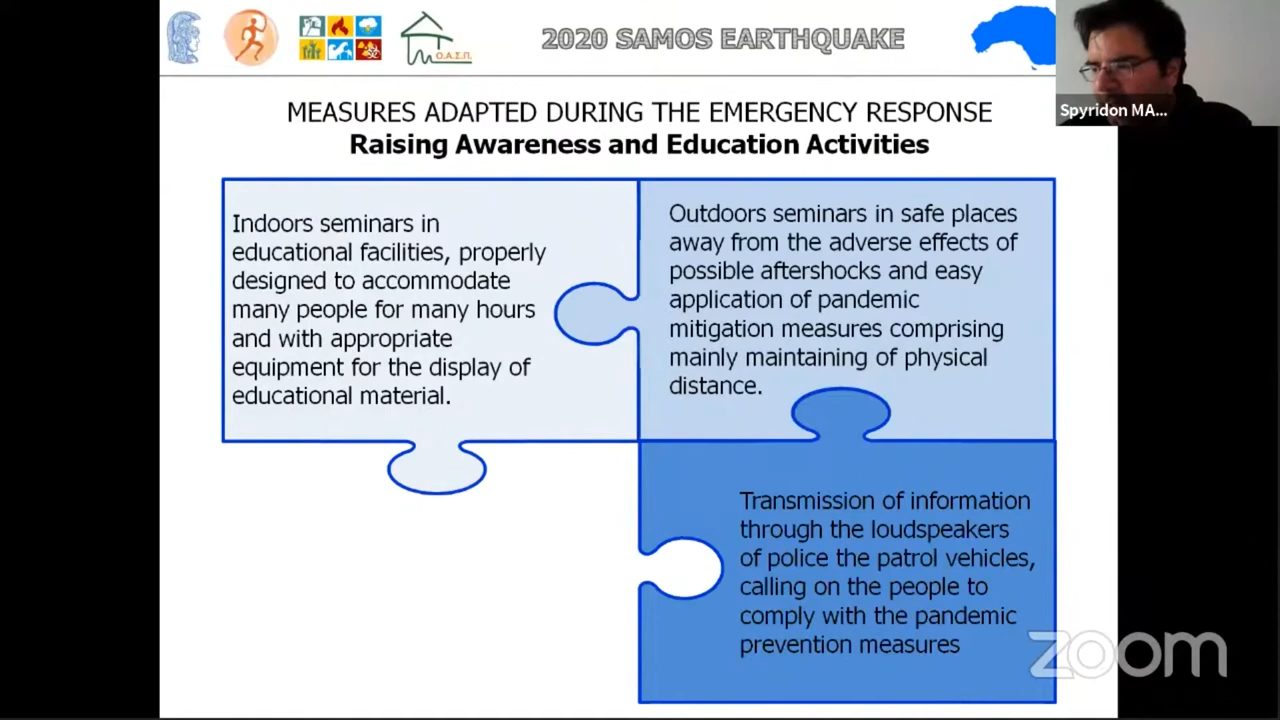 Ο.Α.Σ.Π.
2020 SAMOS EARTHQUAKE
Spyridon MA...
MEASURES ADAPTED DURING THE EMERGENCY RESPONSE
Raising Awareness and Education Activities
Indoors seminars in
educational facilities, properly
designed to accommodate
many people for many hours
and with appropriate
equipment for the display of
educational material.
Outdoors seminars in safe places
away from the adverse effects of
possible aftershocks and easy
application of pandemic
mitigation measures comprising
mainly maintaining of physical
distance.
Transmission of information
through the loudspeakers
of police the patrol vehicles,
calling on the people to
comply with the pandemic
prevention measures
zoom